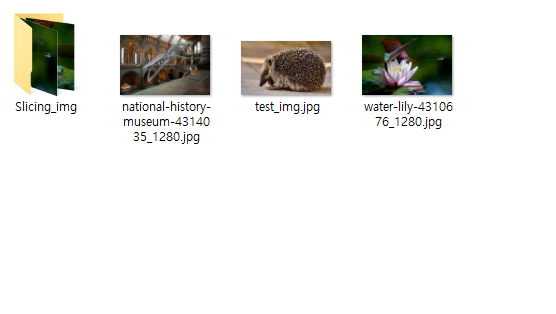 Slicing_img
national-history-
museum-43140
35_1280.jpg
test_img.jpg
water-lily-43106
76_1280.jpg